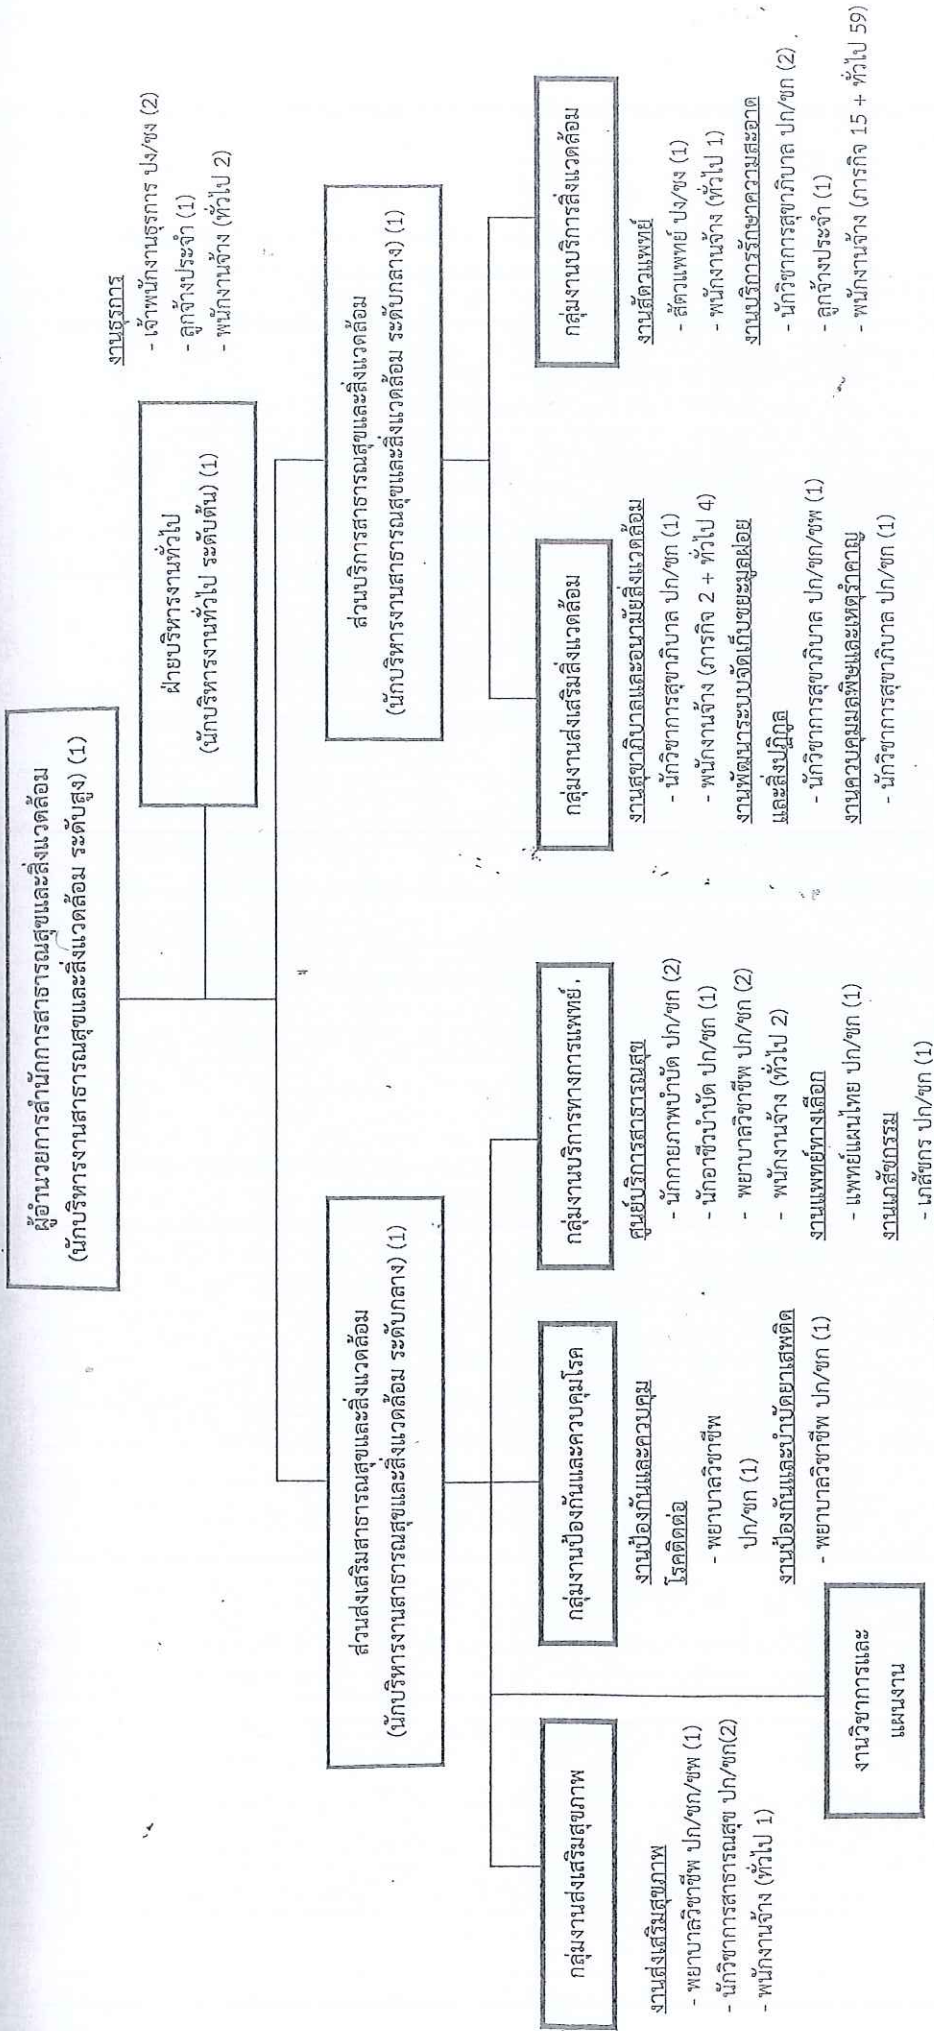 ผู้อำนวยการสำนักการสาธารณสุขและสิ่งแวดล้อม
(นักบริหารงานสาธารณสุขและสิ่งแวดล้อม ระดับสูง) (1)
ฝ่ายบริหารงานทั่วไป
(นักบริหารงานทั่วไป ระดับต้น) (1)
งานธุรการ
- เจ้าพนักงานธุรการ ปง/ชง (2)
- ลูกจ้างประจำ (1)
- พนักงานจ้าง (ทั่วไป 2)
ส่วนส่งเสริมสาธารณสุขและสิ่งแวดล้อม
(นักบริหารงานสาธารณสุขและสิ่งแวดล้อม ระดับกลาง) (1)
ส่วนบริการสาธารณสุขและสิ่งแวดล้อม
(นักบริหารงานสาธารณสุขและสิ่งแวดล้อม ระดับกลาง) (1)
กลุ่มงานส่งเสริมสุขภาพ
งานส่งเสริมสุขภาพ
- พยาบาลวิชาชีพ ปก/ชก/ชพ (1)
- นักวิชาการสาธารณสุข ปก/ชก(2)
- พนักงานจ้าง (ทั่วไป 1)
งานวิชาการและ
แผนงาน
กลุ่มงานป้องกันและควบคุมโรค
งานป้องกันและควบคุม
โรคติดต่อ
- พยาบาลวิชาชีพ
ปก/ชก (1)
งานป้องกันและบำบัดยาเสพติด
- พยาบาลวิชาชีพ ปก/ชก (1)
กลุ่มงานบริการทางการแพทย์
ศูนย์บริการสาธารณสุข
- นักกายภาพบำบัด ปก/ชก (2)
- นักอาชีวบำบัด ปก/ชก (1)
- พยาบาลวิชาชีพ ปก/ชก (2)
- พนักงานจ้าง (ทั่วไป 2)
งานแพทย์ทางเลือก
- แพทย์แผนไทย ปก/ชก (1)
งานเภสัชกรรม
- เภสัชกร ปก/ชก (1)
กลุ่มงานส่งเสริมสิ่งแวดล้อม
งานสุขาภิบาลและอนามัยสิ่งแวดล้อม
- นักวิชาการสุขาภิบาล ปก/ชก (1)
- พนักงานจ้าง (ภารกิจ 2 + ทั่วไป 4)
งานพัฒนาระบบจัดเก็บขยะมูลฝอย
และสิ่งปฏิกูล
- นักวิชาการสุขาภิบาล ปก/ชก/ชพ (1)
งานควบคุมมลพิษและเหตุรำคาญ
- นักวิชาการสุขาภิบาล ปก/ชก (1)
กลุ่มงานบริการสิ่งแวดล้อม
งานสัตวแพทย์
- สัตวแพทย์ ปง/ชง (1)
- พนักงานจ้าง (ทั่วไป 1)
งานบริการรักษาความสะอาด
- นักวิชาการสุขาภิบาล ปก/ชก (2)
- ลูกจ้างประจำ (1)
- พนักงานจ้าง (ภารกิจ 15 + ทั่วไป 59)